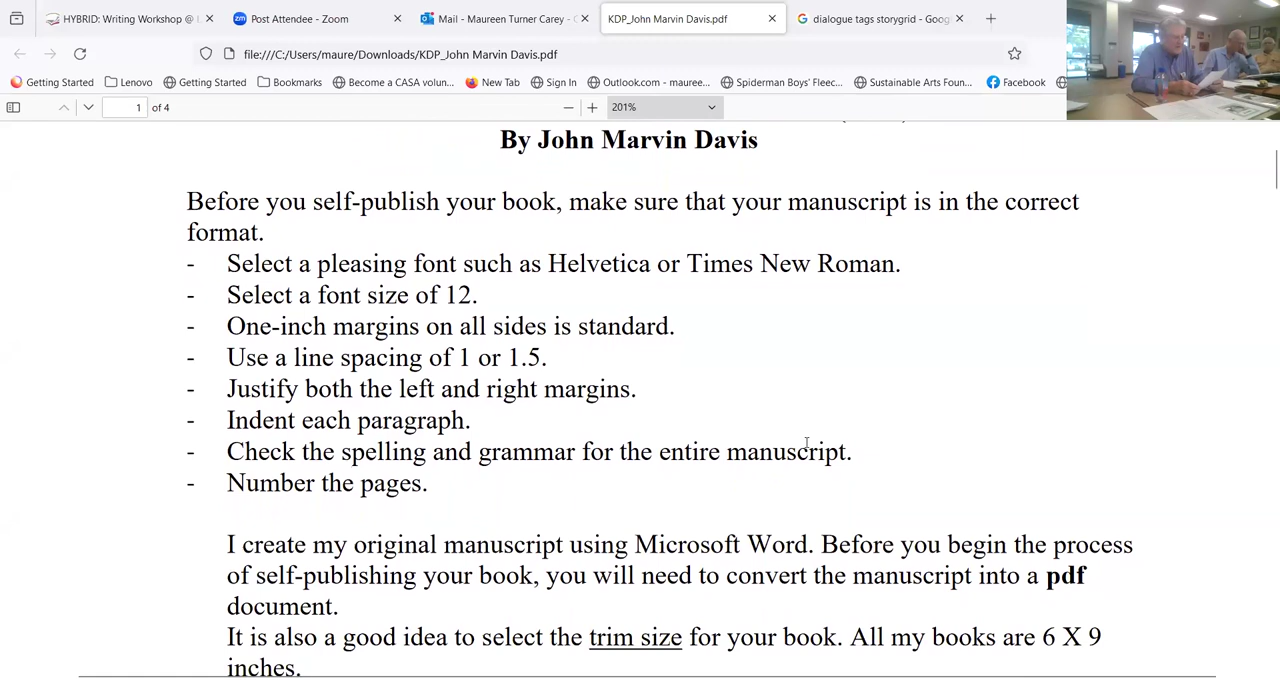 HYBRID: Writing Workshop @ L
Post Attendee - Zoom
Mail - Maureen Turner Carey - O
KDP_John Marvin Davis.pdf
dialogue tags storygrid - Goog
file:///C:/Users/maure/Downloads/KDP_John Marvin Davis.pdf
Getting Started Lenovo Getting Started Bookmarks Become a CASA volun... New Tab Sign In Outlook.com - mauree... Spiderman Boys' Fleec... Sustainable Arts Foun... Facebook
1 of 4 201%
By John Marvin Davis
Before you self-publish your book, make sure that your manuscript is in the correct
format.
- Select a pleasing font such as Helvetica or Times New Roman.
- Select a font size of 12.
- One-inch margins on all sides is standard.
- Use a line spacing of 1 or 1.5.
- Justify both the left and right margins.
- Indent each paragraph.
- Check the spelling and grammar for the entire manuscript.
- Number the pages.
I create my original manuscript using Microsoft Word. Before you begin the process
of self-publishing your book, you will need to convert the manuscript into a pdf
document.
It is also a good idea to select the trim size for your book. All my books are 6 X 9
inches.